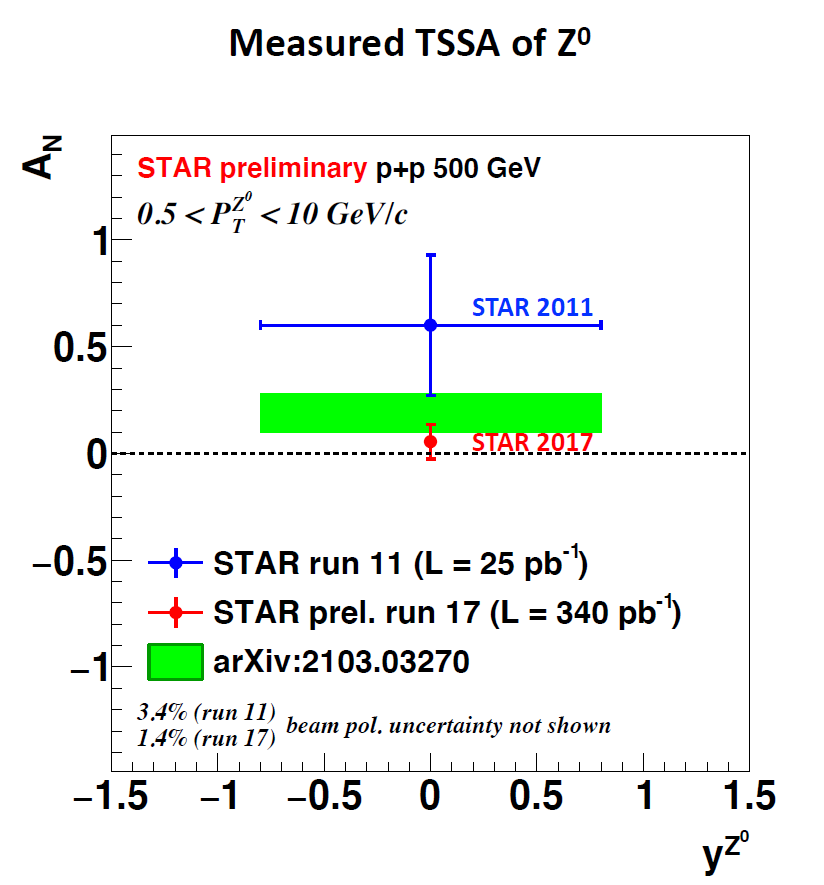 Measured TSSA of Z⁰
A_N
STAR preliminary p+p 500 GeV
0.5 < P_T^{Z⁰} < 10 GeV/c
1
STAR 2011
0.5
STAR 2017
0
−0.5
STAR run 11 (L = 25 pb⁻¹)
STAR prel. run 17 (L = 340 pb⁻¹)
−1
arXiv:2103.03270
3.4% (run 11)
1.4% (run 17)
beam pol. uncertainty not shown
−1.5 −1 −0.5 0 0.5 1 1.5
y^{Z⁰}